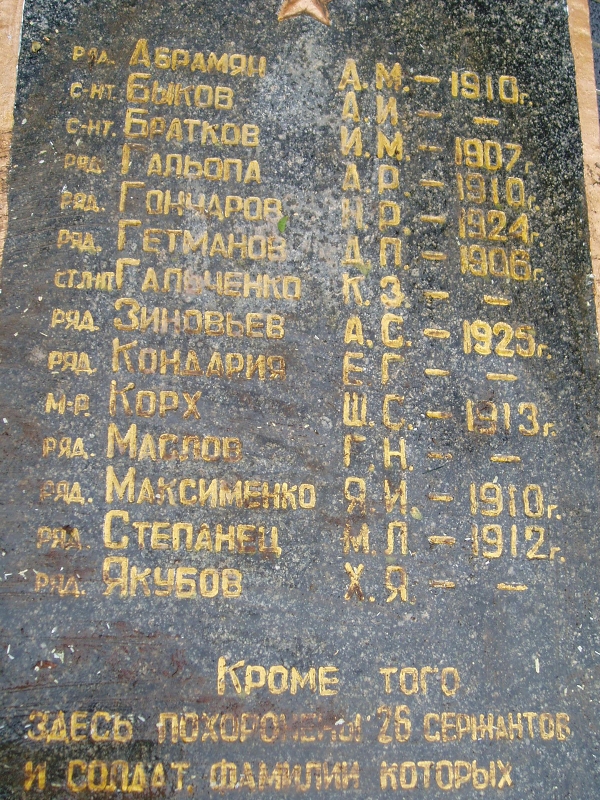 ряд. Абрамян А. М. – 1910г.
с-нт. Быков А. И. – –
с-нт. Братков И. М. – 1907г.
ряд. Гальопа А. Р. – 1910г.
ряд. Гончаров Н. Р. – 1924г.
ряд. Гетманов Д. П. – 1906г.
ст.л-нт Гальченко К. З. – –
ряд. Зиновьев А. С. – 1925г.
ряд. Кондария Е. Г. – –
м-р. Корх Ш. С. – 1913г.
ряд. Маслов Г. Н. – –
ряд. Максименко Я. И. – 1910г.
ряд. Степанец М. Л. – 1912г.
ряд. Якубов Х. Я – –
Кроме того
здесь похоронены 26 сержантов
и солдат, фамилии которых